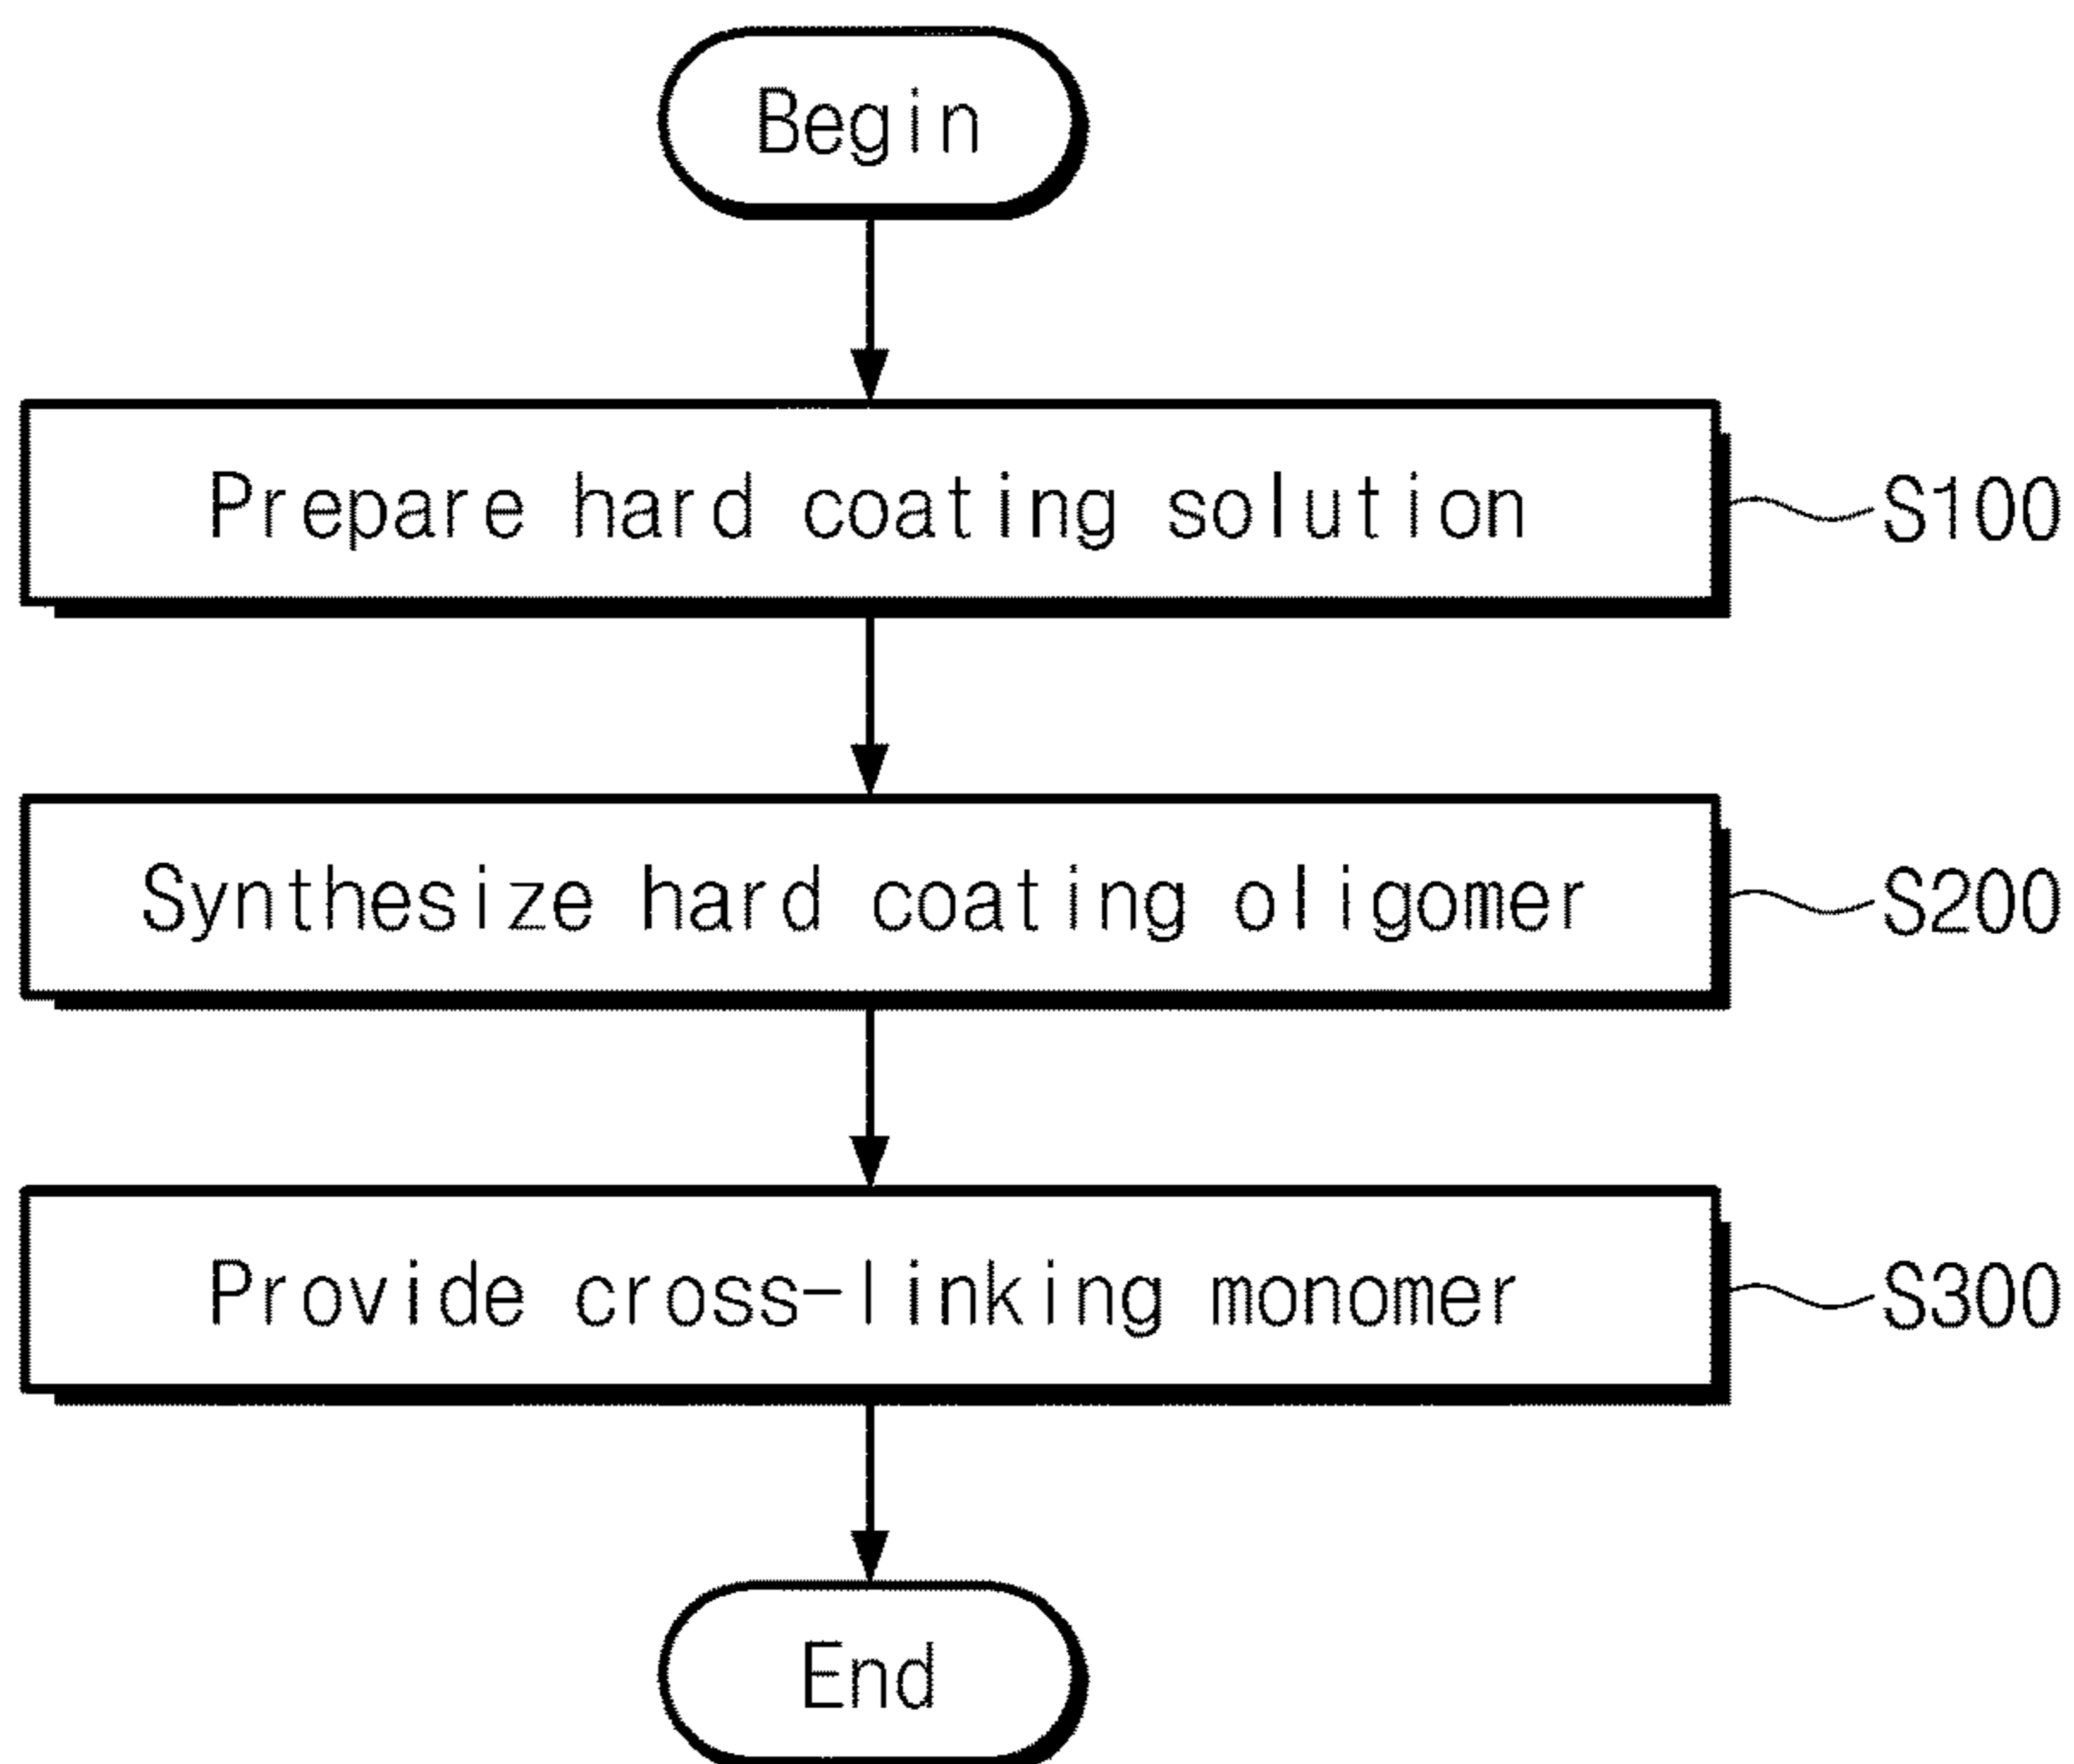 Begin
Prepare hard coating solution
S100
Synthesize hard coating oligomer
S200
Provide cross-linking monomer
S300
End